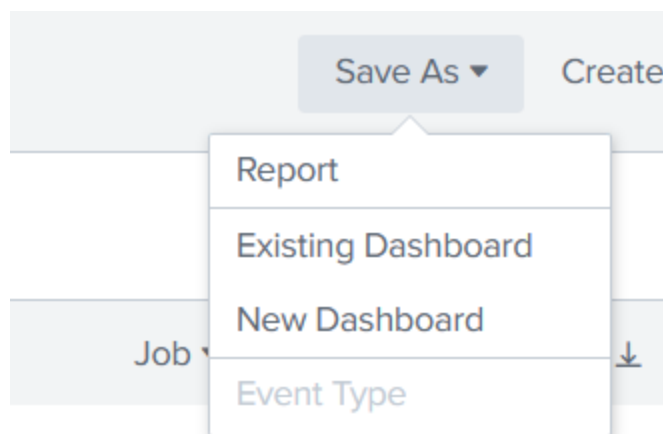 Save As Create
Report
Existing Dashboard
New Dashboard
Job
Event Type